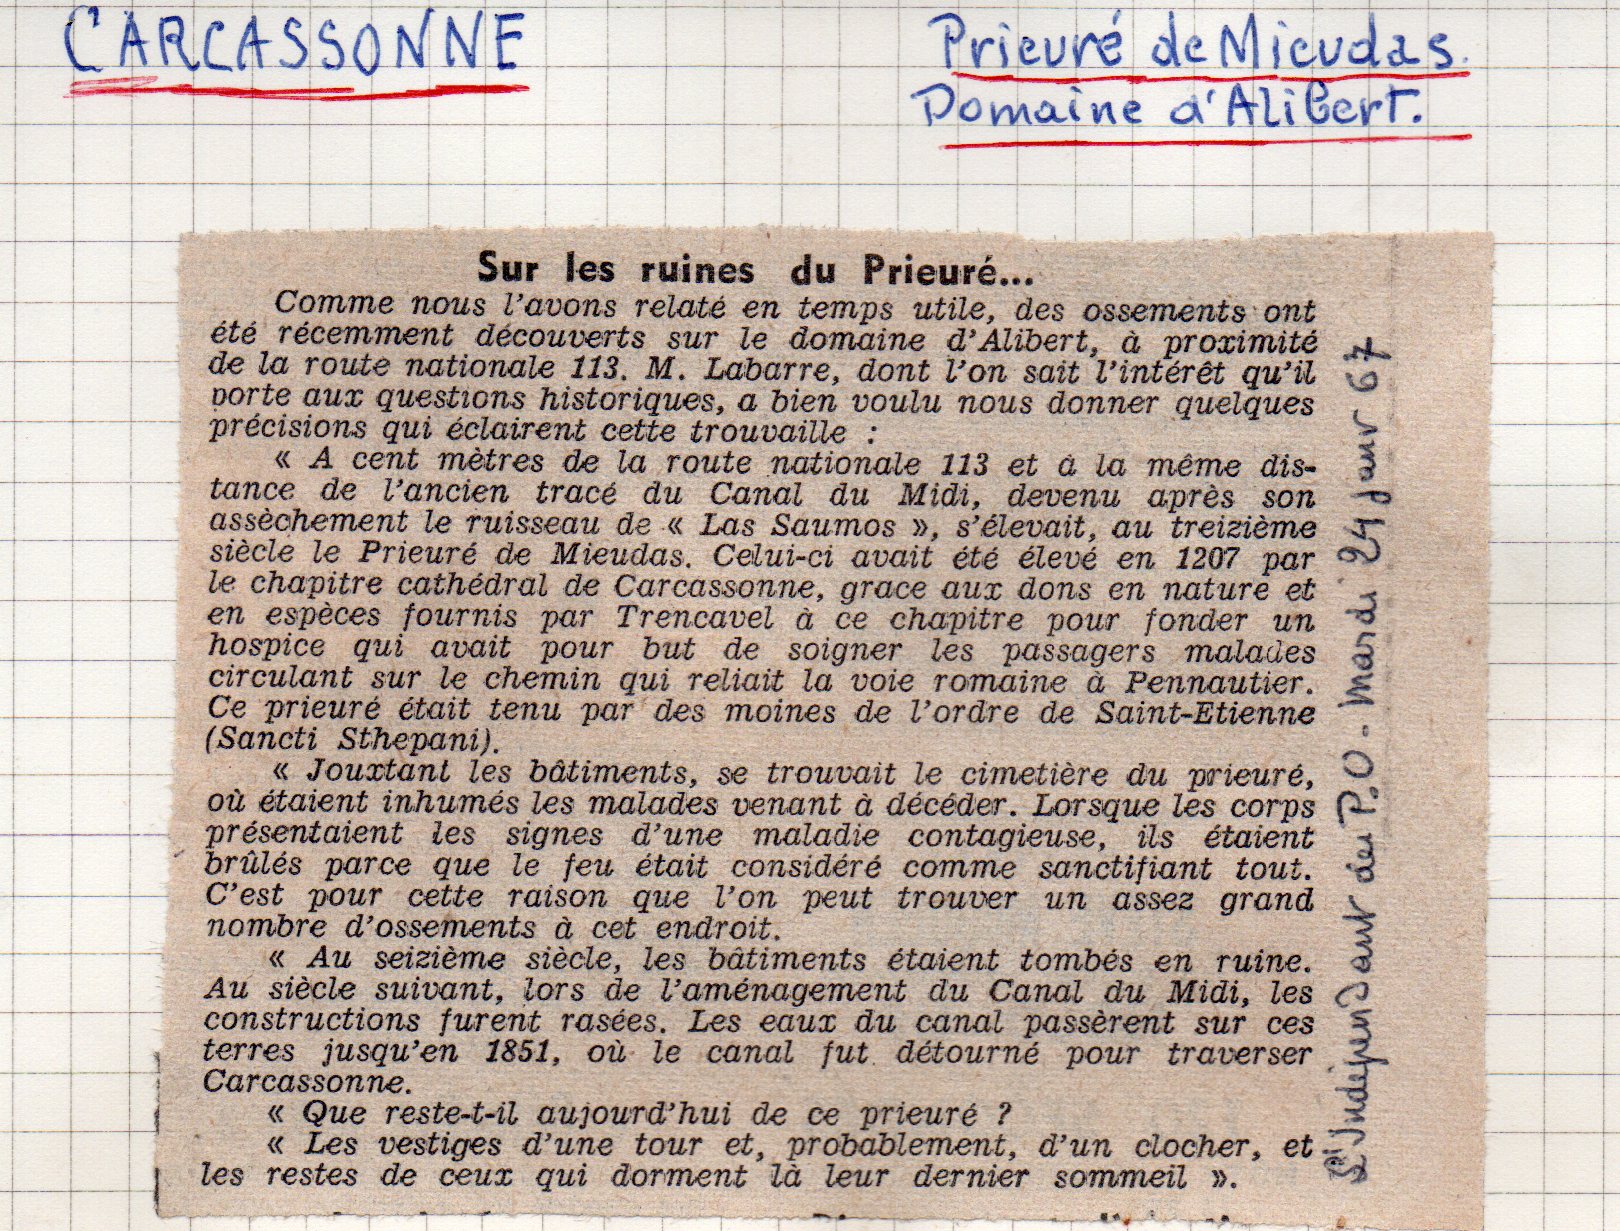 CARCASSONNE
Prieuré de Mieudas.
Domaine d'Alibert.
Sur les ruines du Prieuré...
Comme nous l'avons relaté en temps utile, des ossements ont
été récemment découverts sur le domaine d'Alibert, à proximité
de la route nationale 113. M. Labarre, dont l'on sait l'intérêt qu'il
porte aux questions historiques, a bien voulu nous donner quelques
précisions qui éclairent cette trouvaille :
« A cent mètres de la route nationale 113 et à la même dis-
tance de l'ancien tracé du Canal du Midi, devenu après son
assèchement le ruisseau de « Las Saumos », s'élevait, au treizième
siècle le Prieuré de Mieudas. Celui-ci avait été élevé en 1207 par
le chapitre cathédral de Carcassonne, grace aux dons en nature et
en espèces fournis par Trencavel à ce chapitre pour fonder un
hospice qui avait pour but de soigner les passagers malades
circulant sur le chemin qui reliait la voie romaine à Pennautier.
Ce prieuré était tenu par des moines de l'ordre de Saint-Etienne
(Sancti Sthepani).
« Jouxtant les bâtiments, se trouvait le cimetière du prieuré,
où étaient inhumés les malades venant à décéder. Lorsque les corps
présentaient les signes d'une maladie contagieuse, ils étaient
brûlés parce que le feu était considéré comme sanctifiant tout.
C'est pour cette raison que l'on peut trouver un assez grand
nombre d'ossements à cet endroit.
« Au seizième siècle, les bâtiments étaient tombés en ruine.
Au siècle suivant, lors de l'aménagement du Canal du Midi, les
constructions furent rasées. Les eaux du canal passèrent sur ces
terres jusqu'en 1851, où le canal fut détourné pour traverser
Carcassonne.
« Que reste-t-il aujourd'hui de ce prieuré ?
« Les vestiges d'une tour et, probablement, d'un clocher, et
les restes de ceux qui dorment là leur dernier sommeil ».
L'Indépendant des P.O - Mardi 24 Janv 67